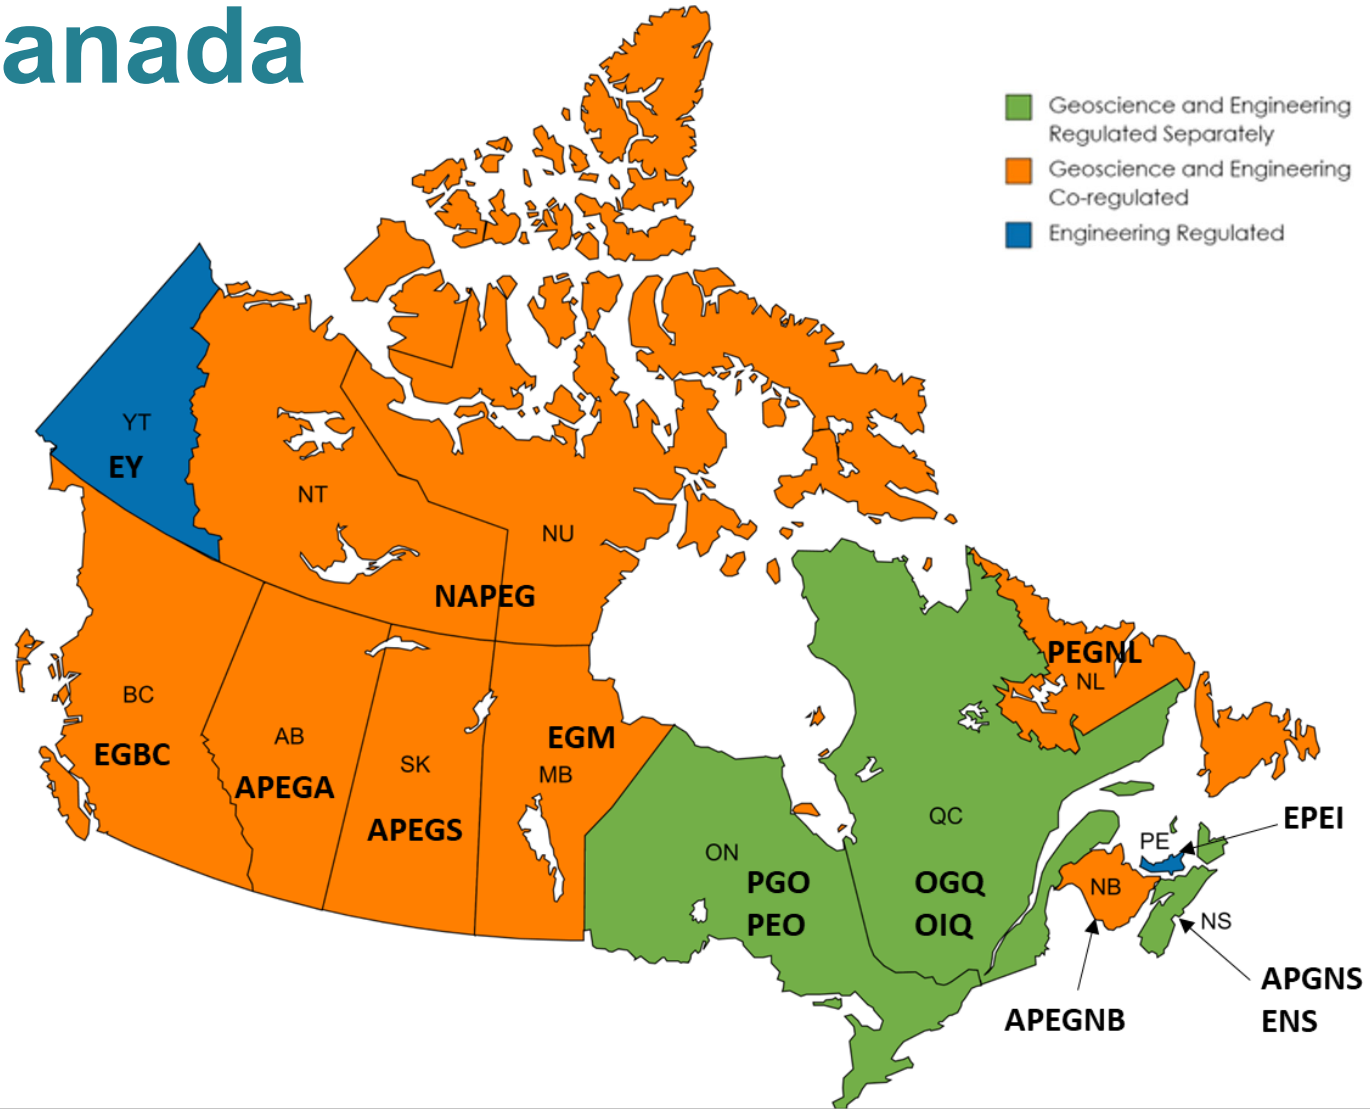 anada
Geoscience and Engineering
Regulated Separately
Geoscience and Engineering
Co-regulated
Engineering Regulated
YT
EY
NT
NU
NAPEG
PEGNL
NL
BC
EGBC
AB
APEGA
SK
APEGS
EGM
MB
ON
PGO
PEO
QC
OGQ
OIQ
EPEI
PE
NB
NS
APEGNB
APGNS
ENS